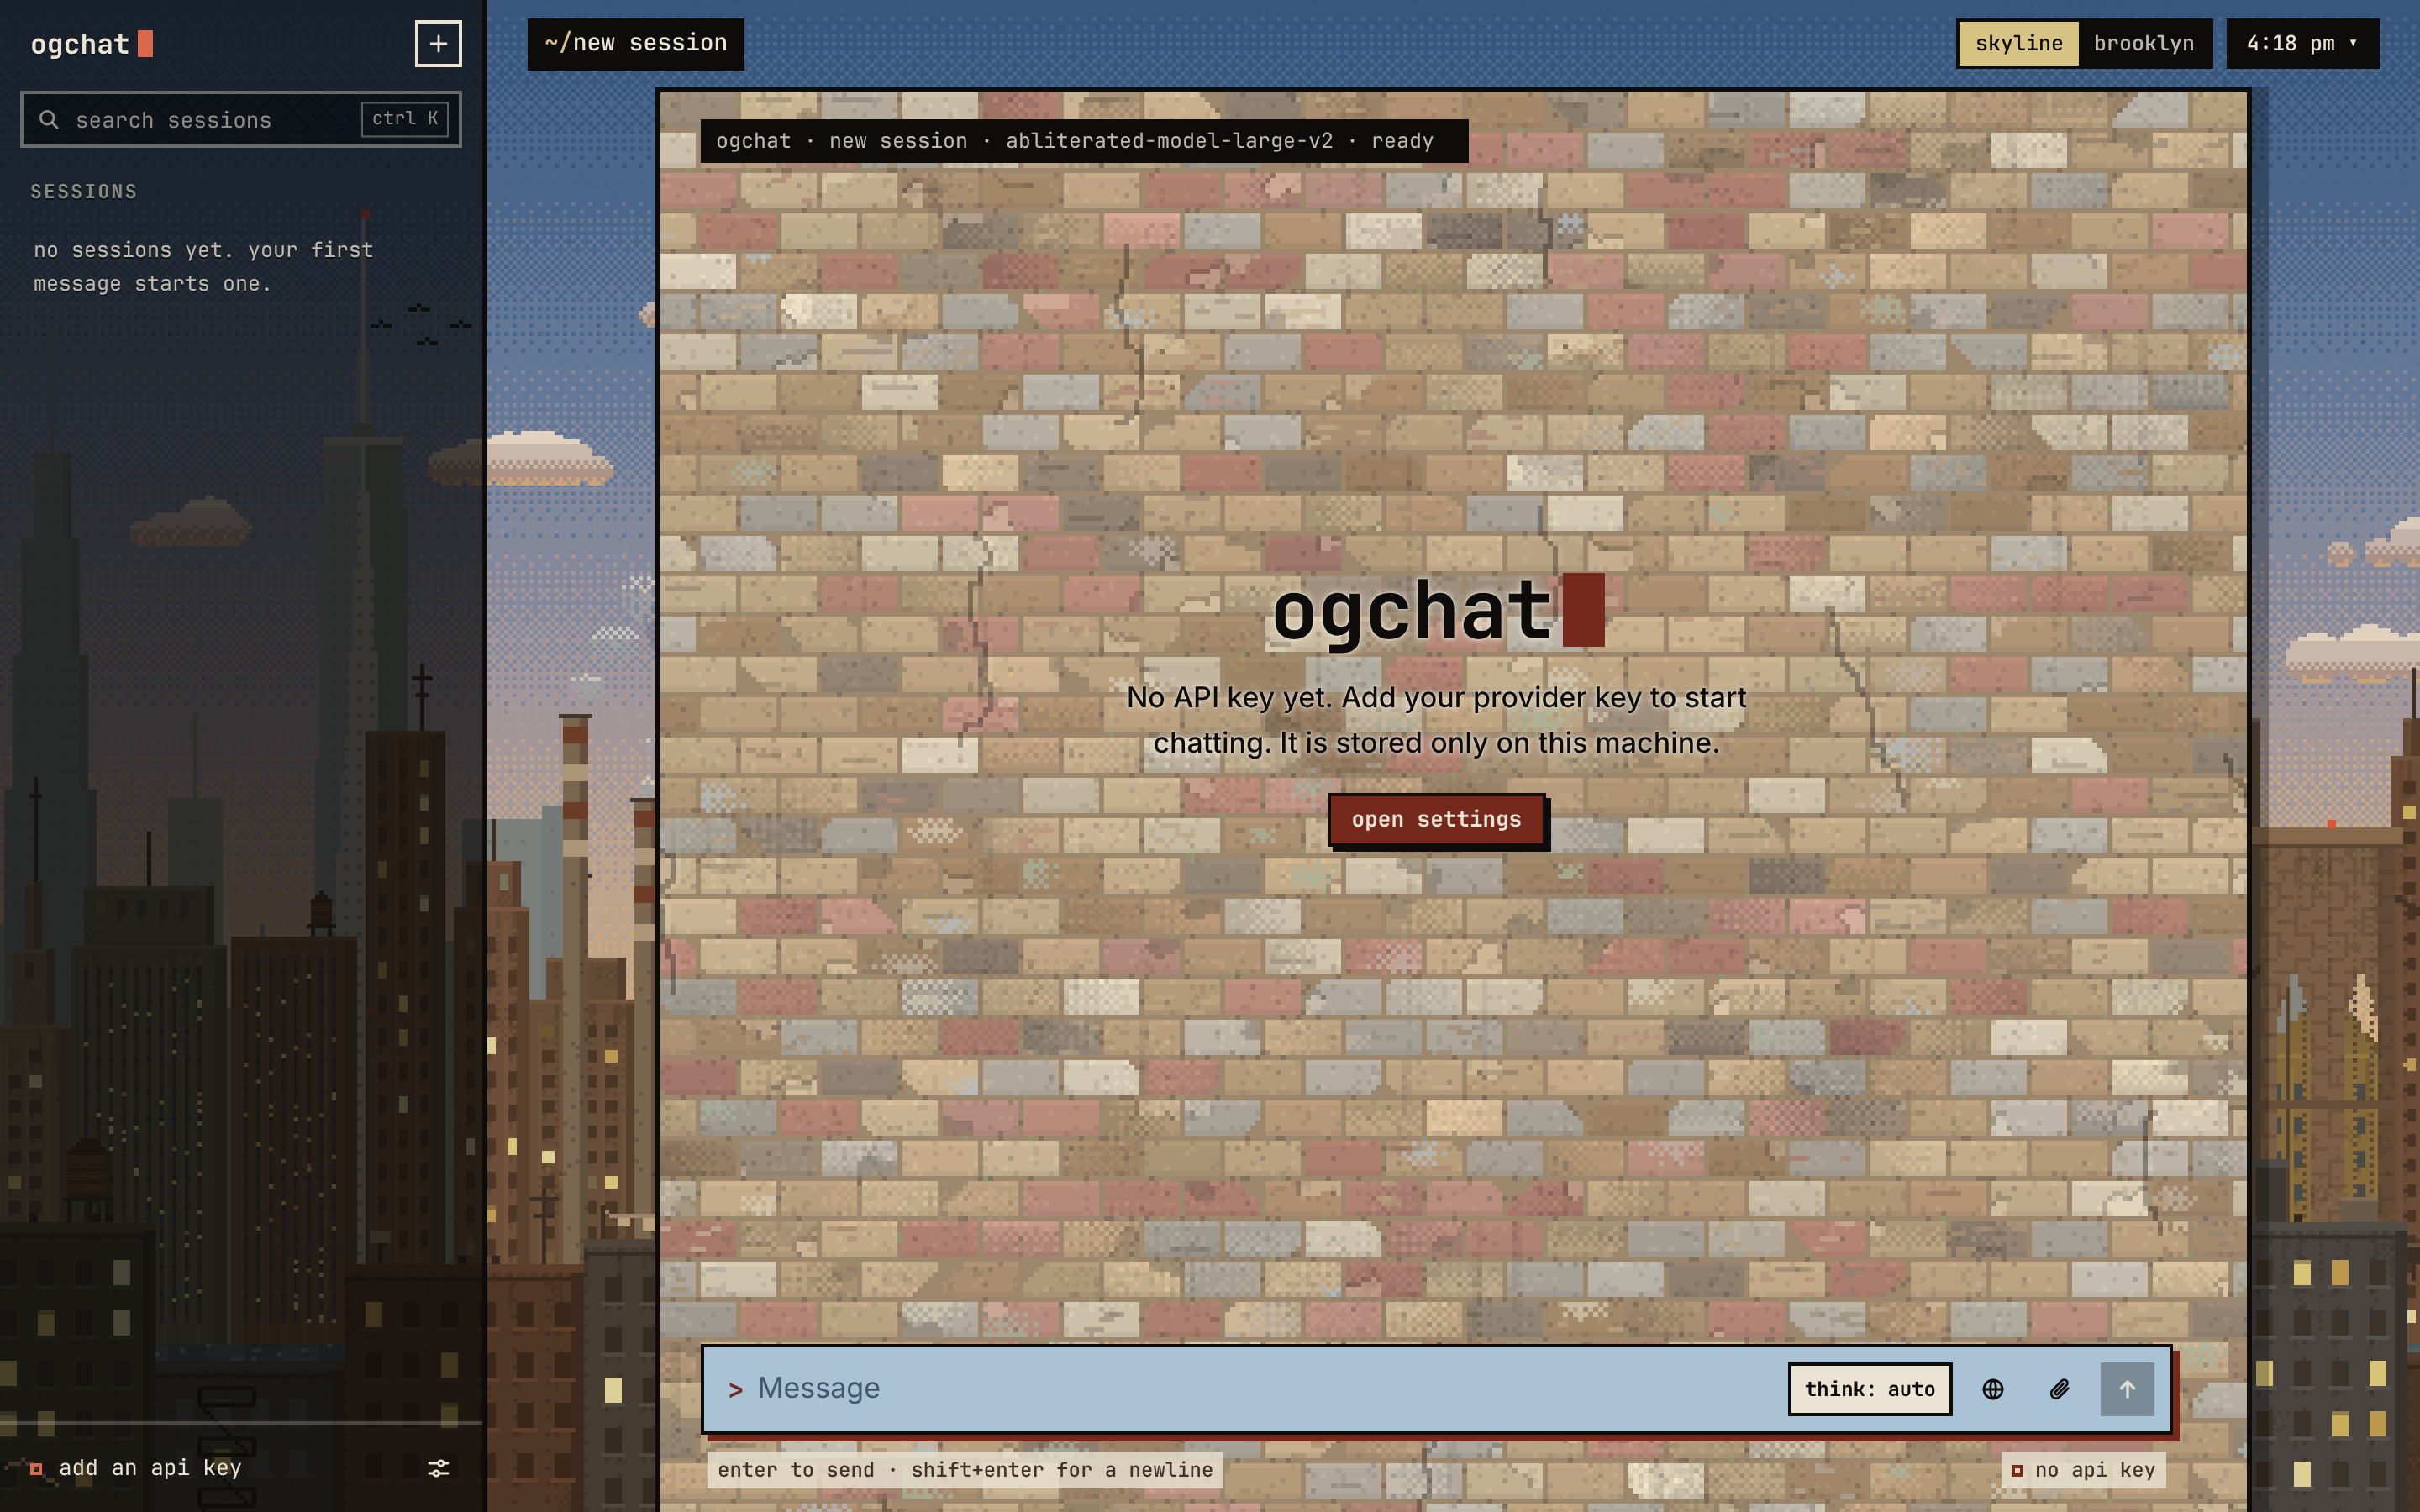 ogchat
+
search sessions ctrl K
SESSIONS
no sessions yet. your first
message starts one.
add an api key
~/new session
skyline brooklyn 4:18 pm ▾
ogchat · new session · abliterated-model-large-v2 · ready
ogchat
No API key yet. Add your provider key to start
chatting. It is stored only on this machine.
open settings
> Message think: auto
enter to send · shift+enter for a newline
no api key